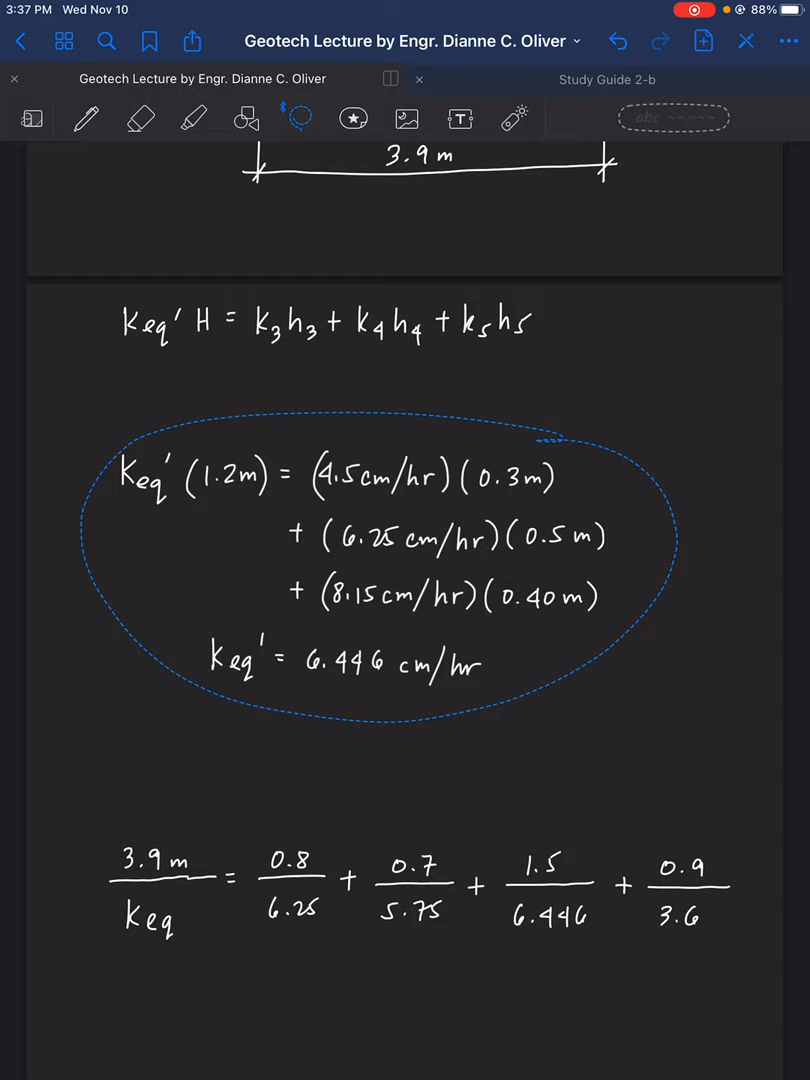 3:37 PM Wed Nov 10 88%
Geotech Lecture by Engr. Dianne C. Oliver
Geotech Lecture by Engr. Dianne C. Oliver Study Guide 2-b
abc
3.9 m
Keq' H = k3h3 + k4h4 + k5h5
Keq' (1.2m) = (4.5cm/hr)(0.3m)
+ (6.25 cm/hr)(0.5 m)
+ (8.15cm/hr)(0.40m)
Keq' = 6.446 cm/hr
3.9 m / Keq = 0.8 / 6.25 + 0.7 / 5.75 + 1.5 / 6.446 + 0.9 / 3.6